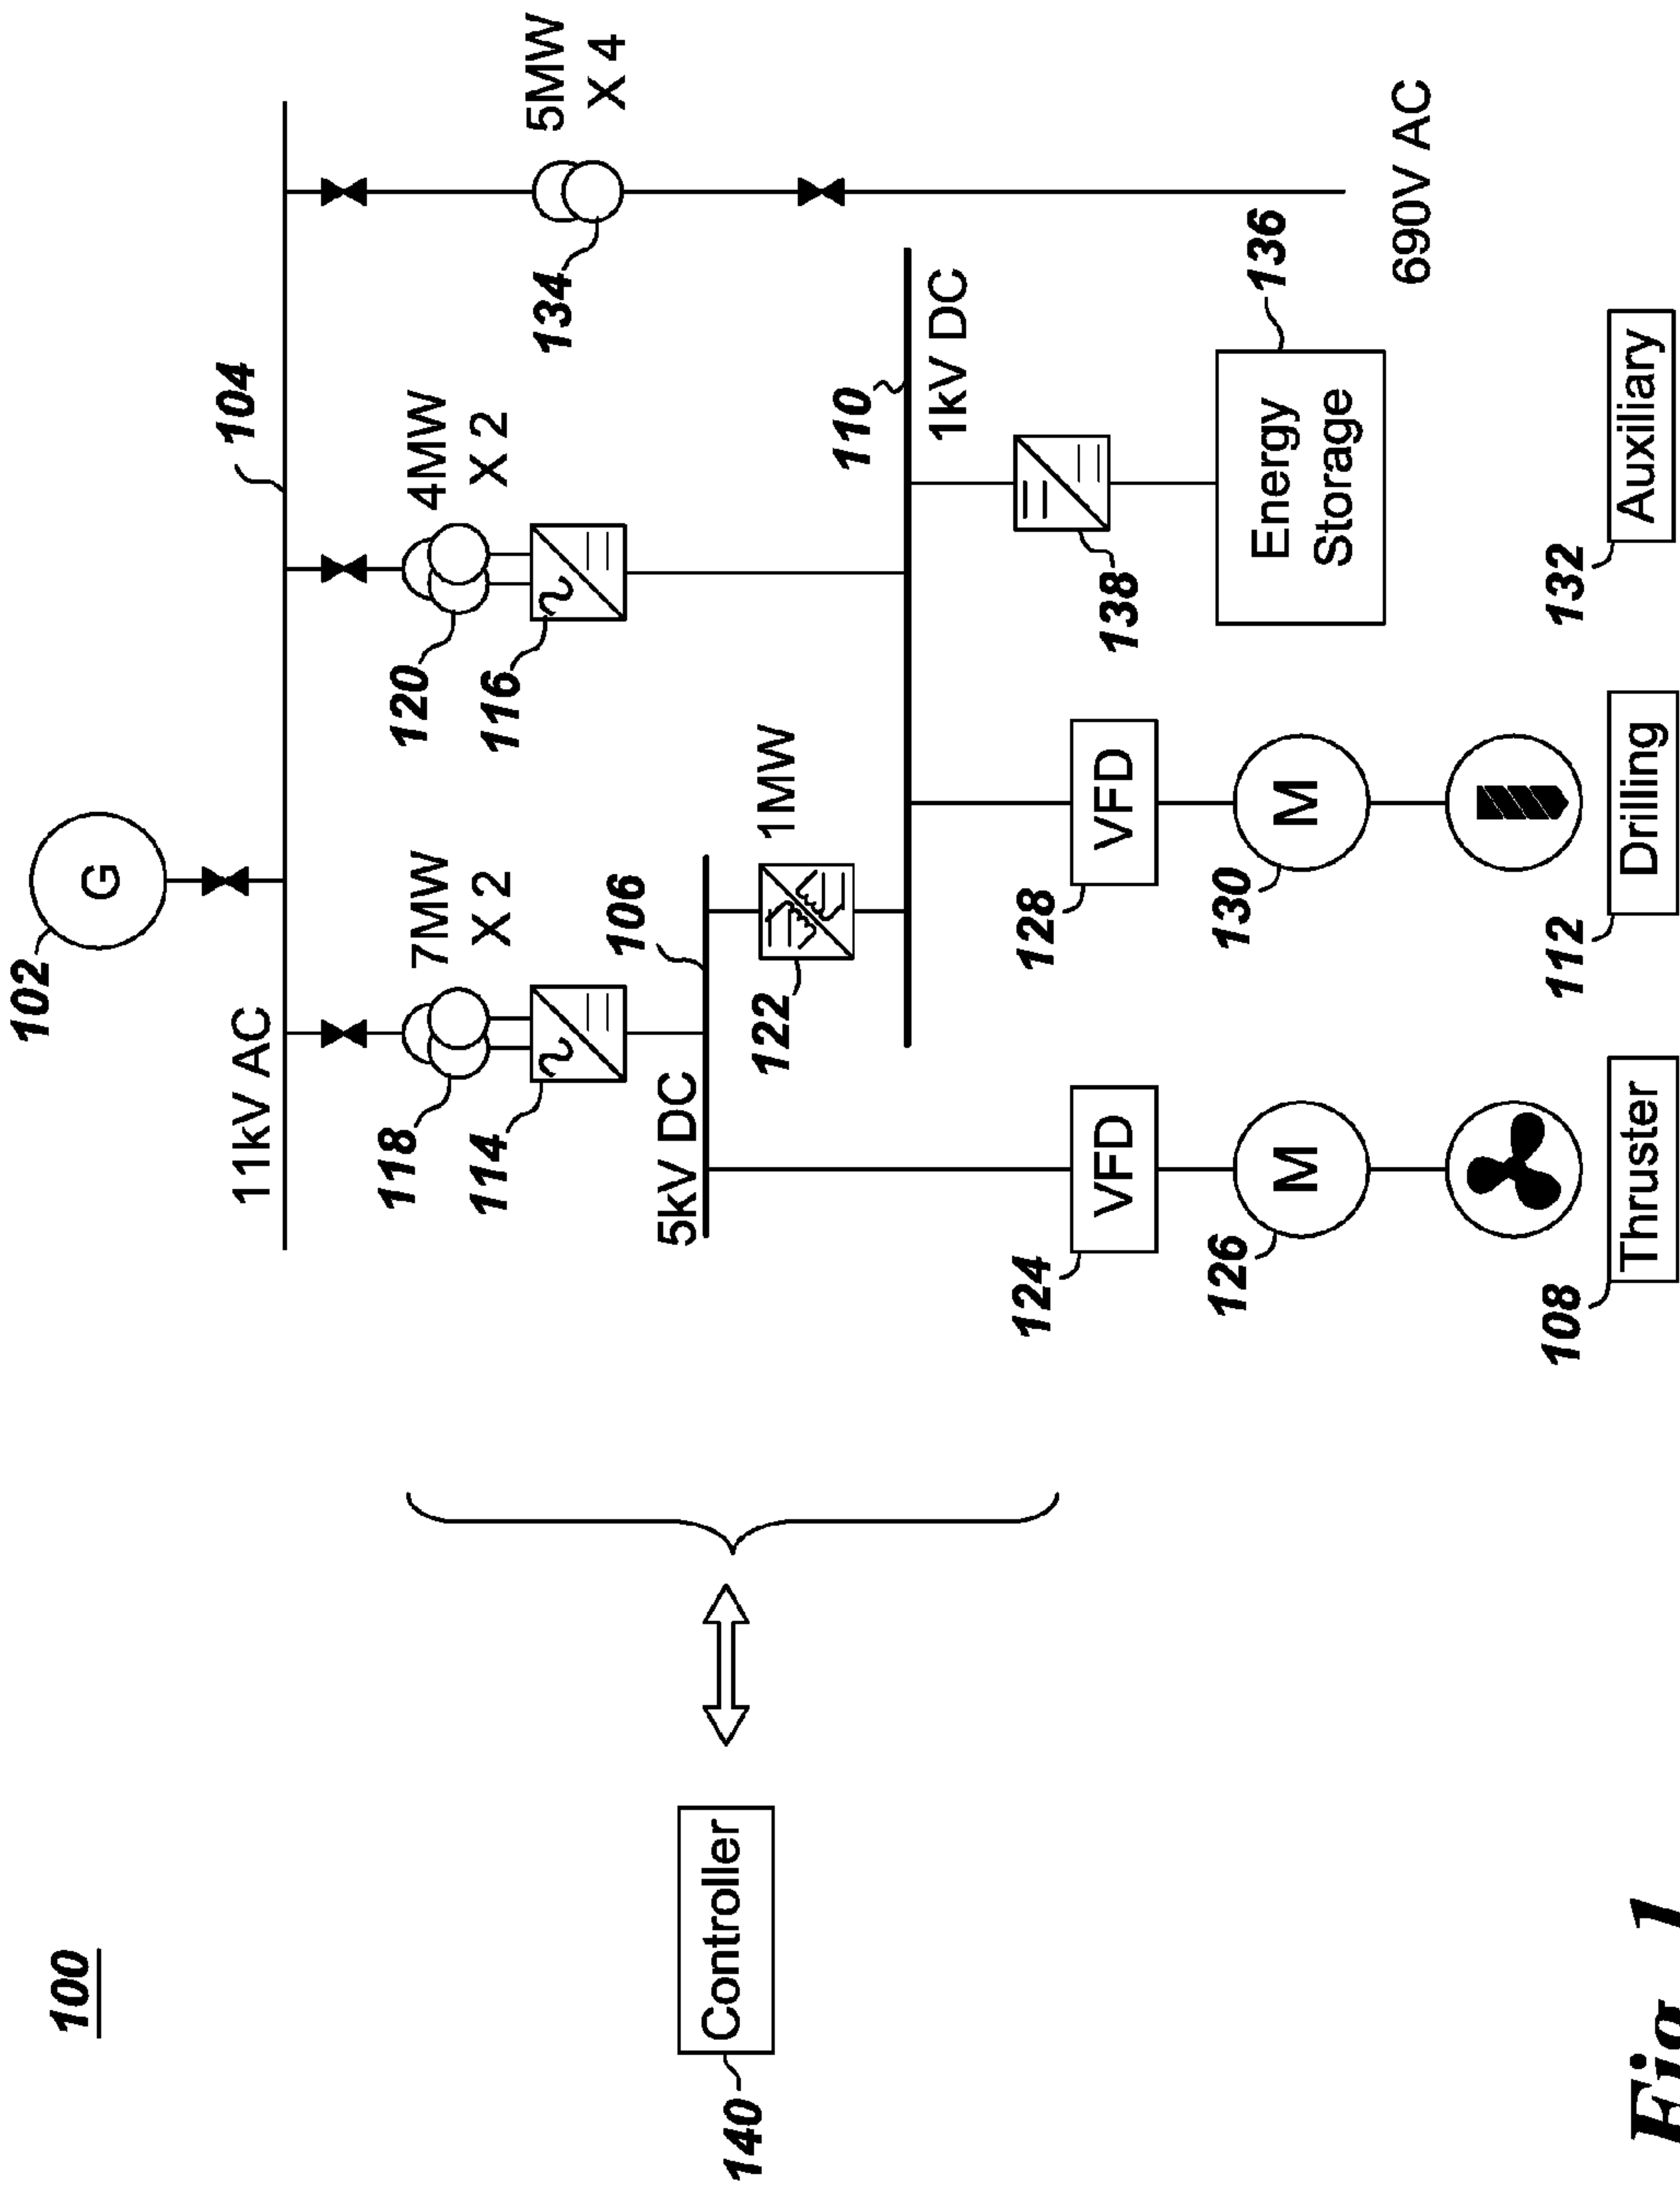 100
102
G
11kV AC
104
7MW
X 2
4MW
X 2
5MW
X 4
118
120
134
114
116
5kV DC
106
1MW
122
110
1kV DC
124
VFD
128
VFD
138
126
M
130
M
Energy
Storage
136
690V AC
108
Thruster
112
Drilling
132
Auxiliary
140
Controller
Fig. 1